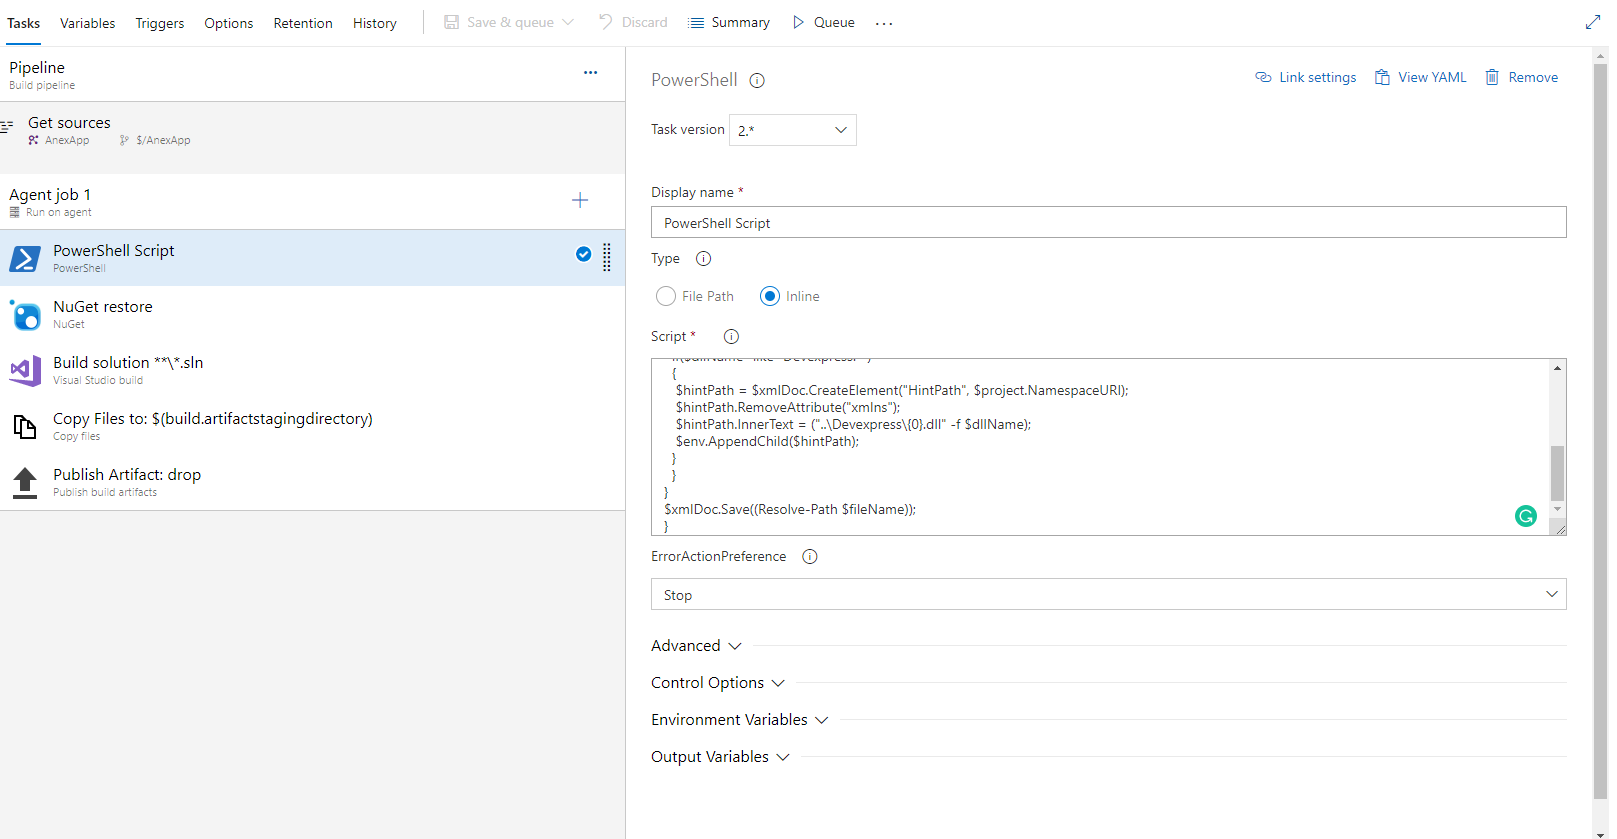 Tasks Variables Triggers Options Retention History Save & queue Discard Summary Queue ...
Pipeline
Build pipeline
Get sources
AnexApp $/AnexApp
Agent job 1
Run on agent
PowerShell Script
PowerShell
NuGet restore
NuGet
Build solution **\*.sln
Visual Studio build
Copy Files to: $(build.artifactstagingdirectory)
Copy files
Publish Artifact: drop
Publish build artifacts
PowerShell
Link settings View YAML Remove
Task version 2.*
Display name *
PowerShell Script
Type
File Path Inline
Script *
{
$hintPath = $xmlDoc.CreateElement("HintPath", $project.NamespaceURI);
$hintPath.RemoveAttribute("xmlns");
$hintPath.InnerText = ("..\Devexpress\{0}.dll" -f $dllName);
$env.AppendChild($hintPath);
}
}
}
$xmlDoc.Save((Resolve-Path $fileName));
}
ErrorActionPreference
Stop
Advanced
Control Options
Environment Variables
Output Variables